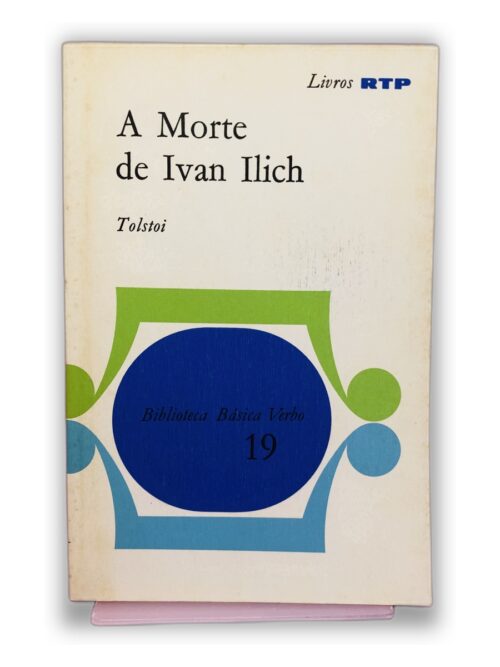 Livros RTP
A Morte
de Ivan Ilich
Tolstoi
Biblioteca Básica Verbo
19